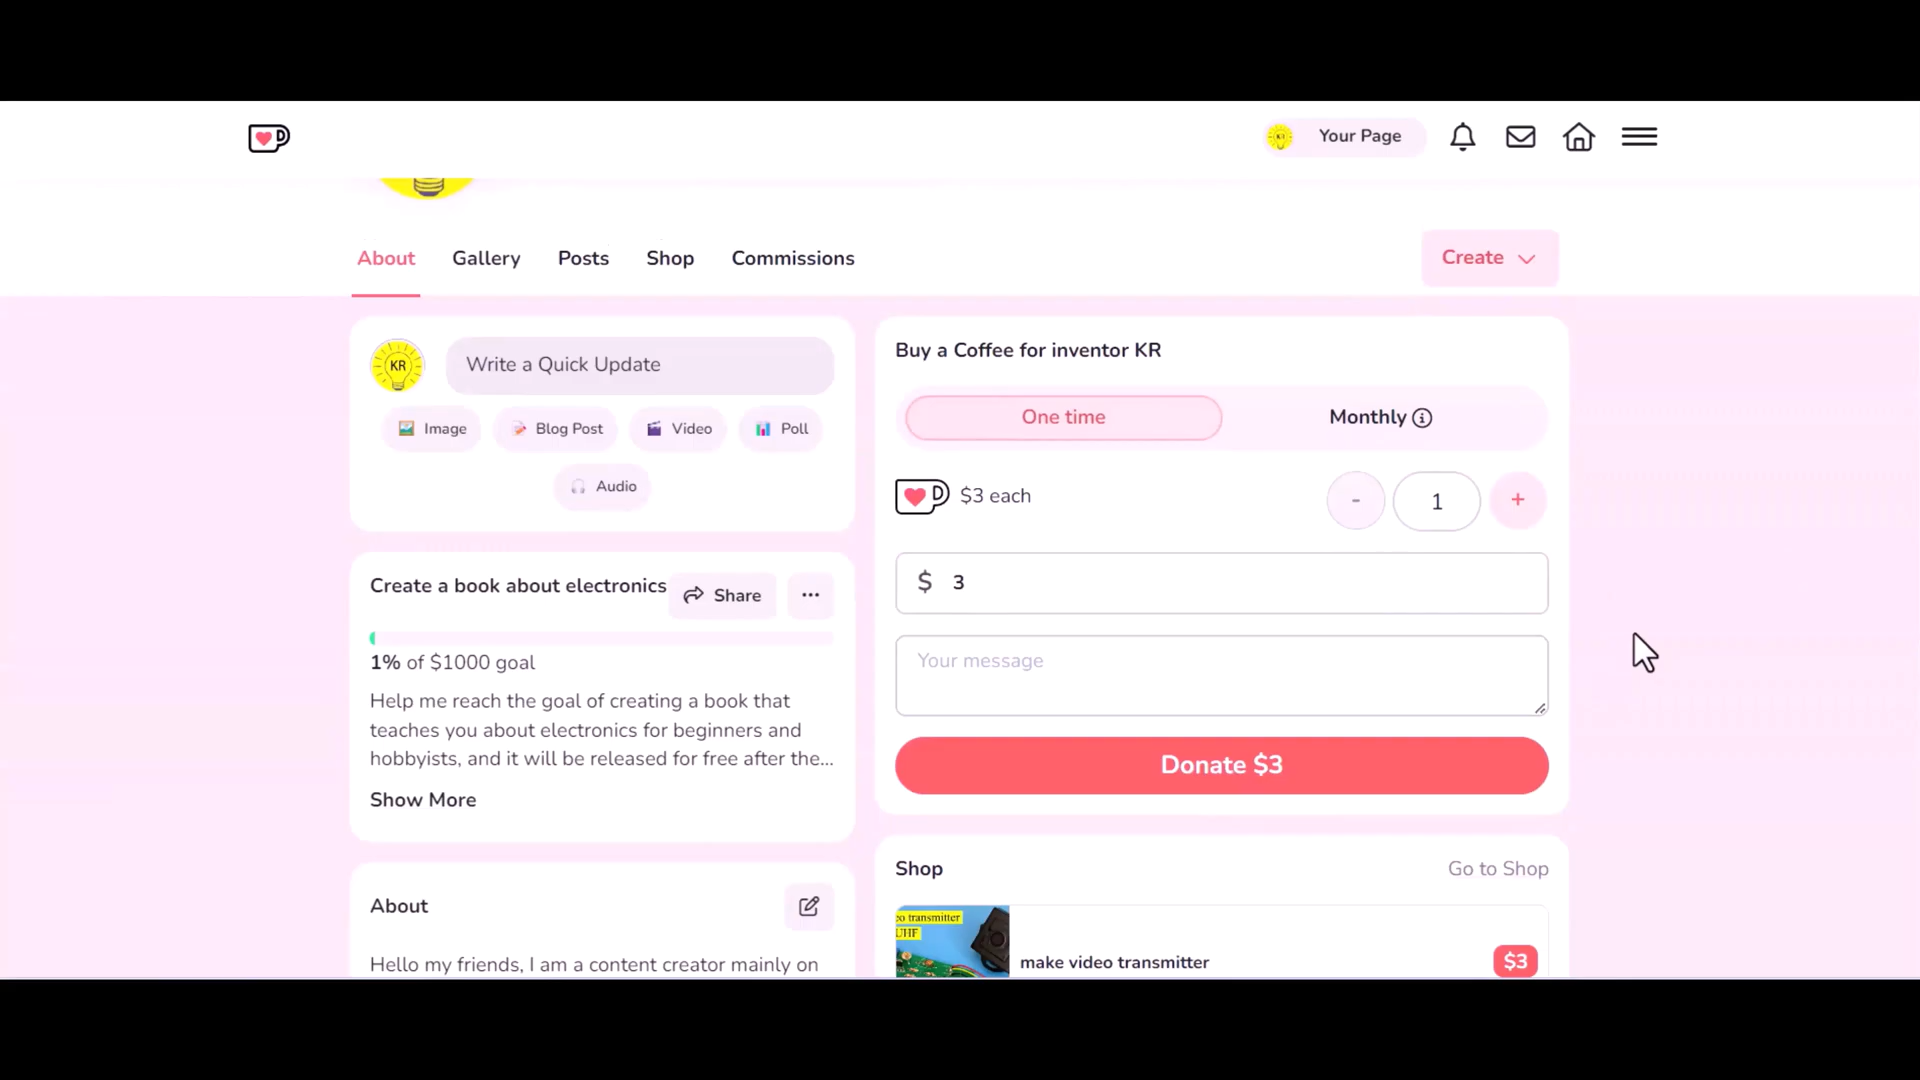 Your Page
About
Gallery
Posts
Shop
Commissions
Create
KR
Write a Quick Update
Image
Blog Post
Video
Poll
Audio
Create a book about electronics
Share
1% of $1000 goal
Help me reach the goal of creating a book that
teaches you about electronics for beginners and
hobbyists, and it will be released for free after the...
Show More
About
Hello my friends, I am a content creator mainly on
Buy a Coffee for inventor KR
One time
Monthly
$3 each
-
1
+
$ 3
Your message
Donate $3
Shop
Go to Shop
eo transmitter
UHF
make video transmitter
$3